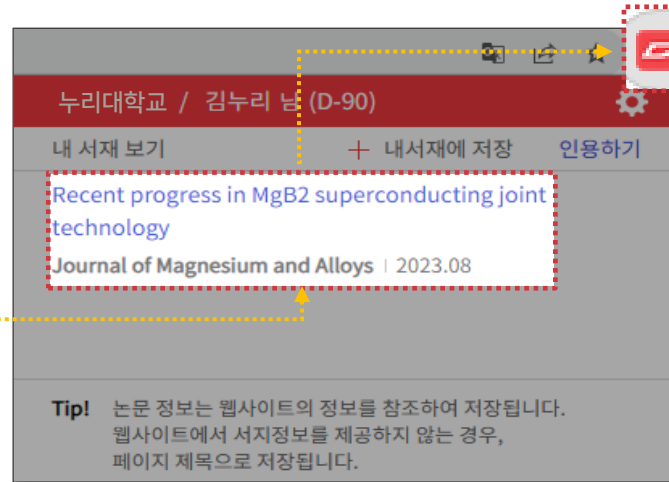 누리대학교 / 김누리 님 (D-90)
내 서재 보기 + 내서재에 저장 인용하기
Recent progress in MgB2 superconducting joint
technology
Journal of Magnesium and Alloys | 2023.08
Tip! 논문 정보는 웹사이트의 정보를 참조하여 저장됩니다.
웹사이트에서 서지정보를 제공하지 않는 경우,
페이지 제목으로 저장됩니다.